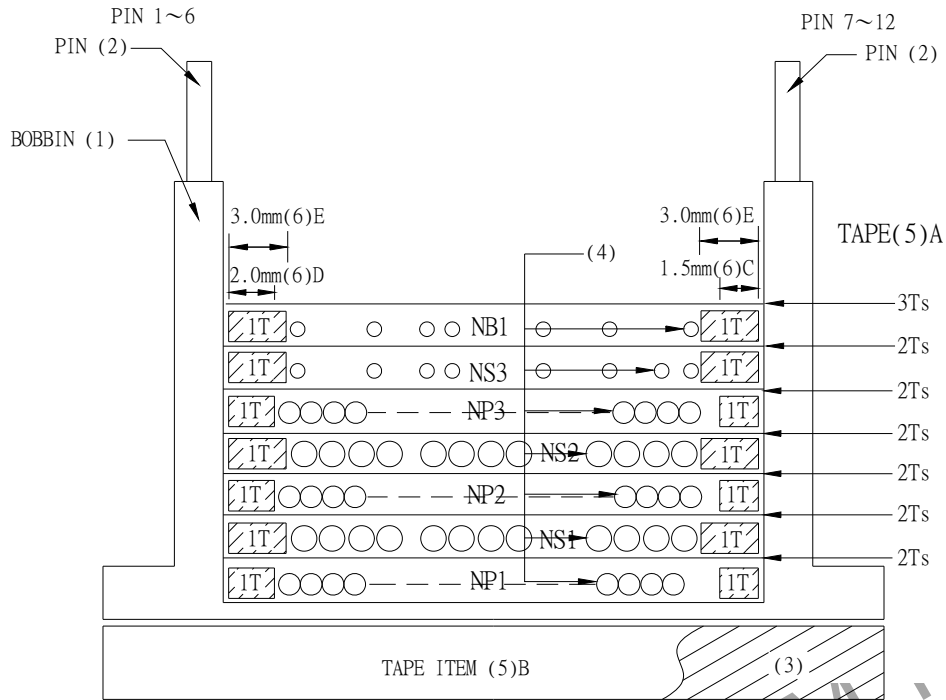 PIN 1～6
PIN 7～12
PIN (2)
PIN (2)
BOBBIN (1)
3.0mm(6)E
3.0mm(6)E
TAPE(5)A
(4)
2.0mm(6)D
1.5mm(6)C
3Ts
1T NB1 1T
2Ts
1T NS3 1T
2Ts
1T NP3 1T
2Ts
1T NS2 1T
2Ts
1T NP2 1T
2Ts
1T NS1 1T
2Ts
1T NP1 1T
TAPE ITEM (5)B
(3)